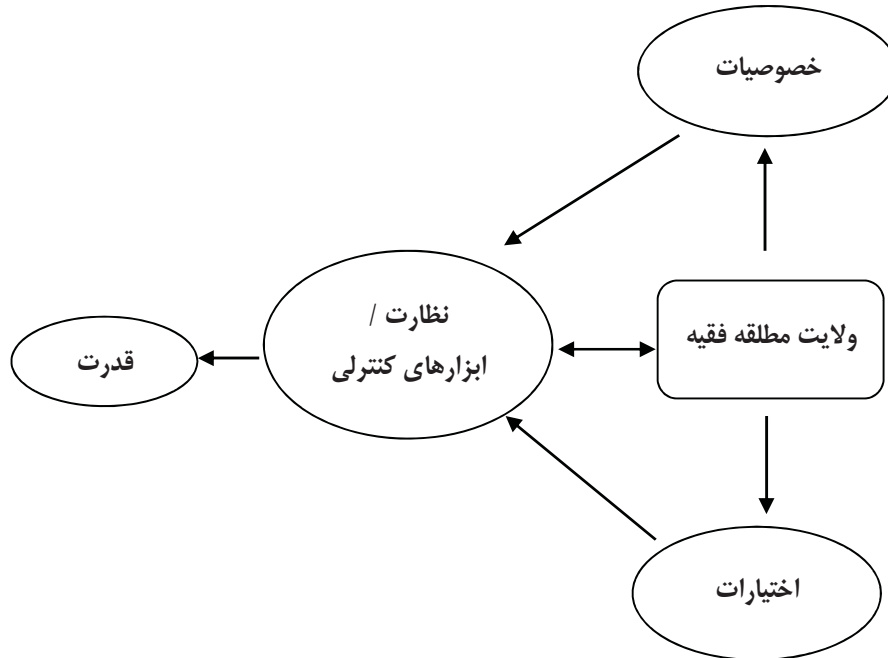 خصوصیات
ولایت مطلقه فقیه
نظارت /
ابزارهای کنترلی
قدرت
اختیارات